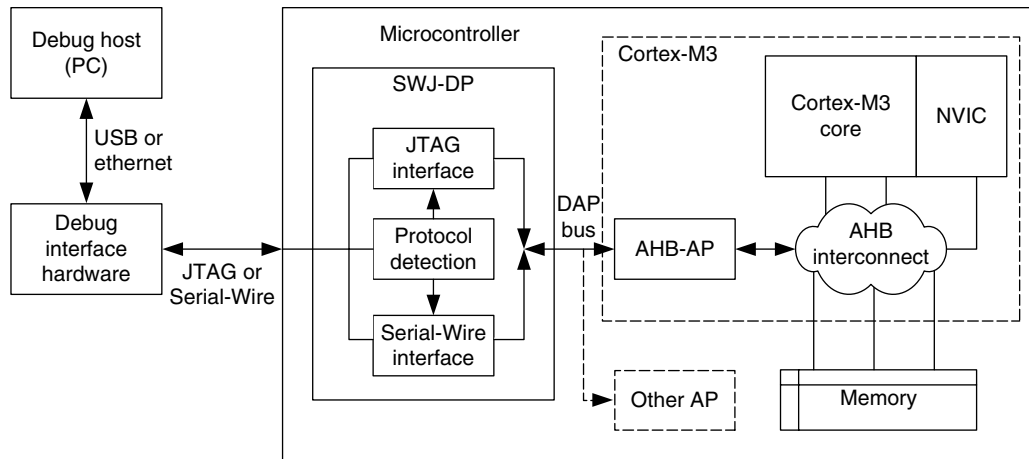 Debug host
(PC)
USB or
ethernet
Debug
interface
hardware
JTAG or
Serial-Wire
Microcontroller
SWJ-DP
JTAG
interface
Protocol
detection
Serial-Wire
interface
DAP
bus
Cortex-M3
Cortex-M3
core
NVIC
AHB-AP
AHB
interconnect
Other AP
Memory